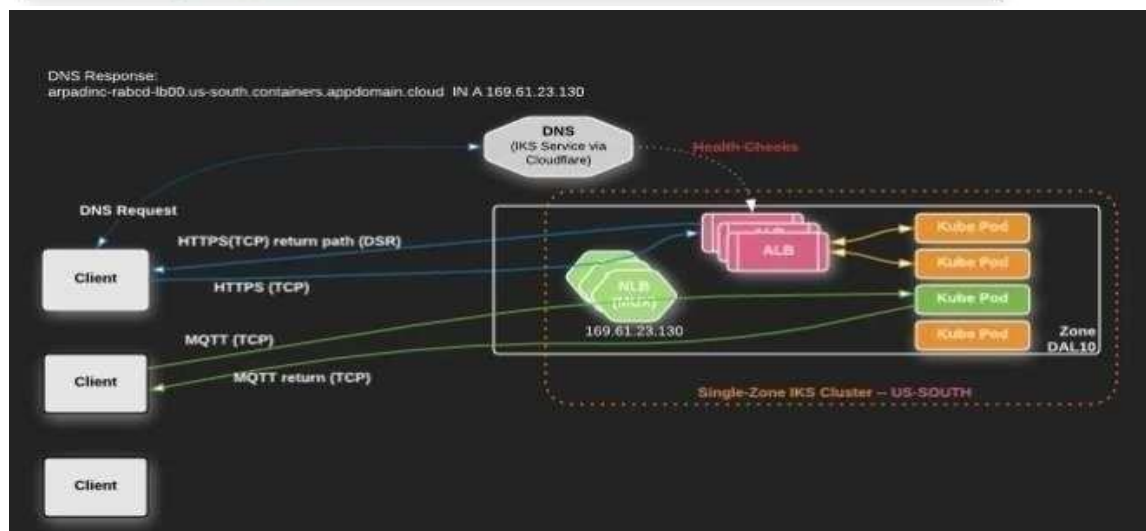 DNS Response:
arpadinc-rabcd-lb00.us-south.containers.appdomain.cloud IN A 169.61.23.130
DNS
(IKS Service via
Cloudflare)
Health Checks
DNS Request
HTTPS(TCP) return path (DSR)
Client
HTTPS (TCP)
ALB
ALB
Kube Pod
Kube Pod
NLB
(MUX)
Kube Pod
169.61.23.130
Kube Pod
Zone
DAL10
MQTT (TCP)
Client
MQTT return (TCP)
Single-Zone IKS Cluster -- US-SOUTH
Client